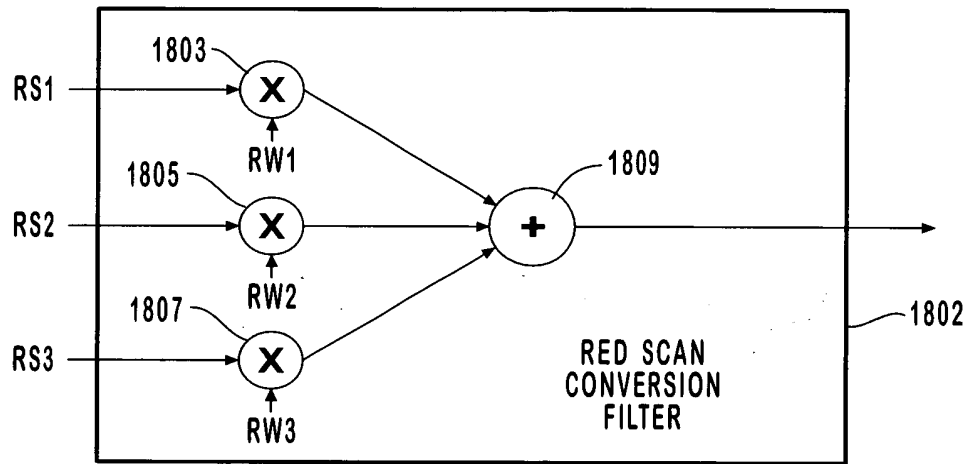 1803
RS1
X
RW1
1805
1809
RS2
X
+
RW2
1807
1802
RS3
X
RED SCAN
CONVERSION
FILTER
RW3